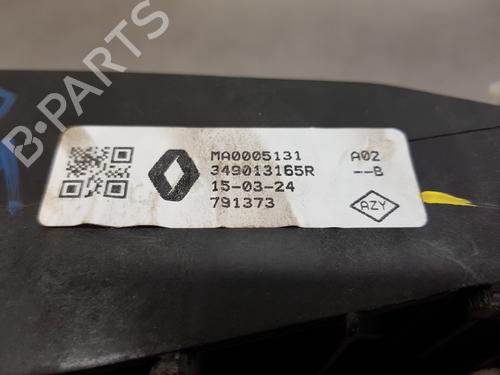 MA0005131 A02
349013165R --B
15-03-24
791373
AZY
B-PARTS